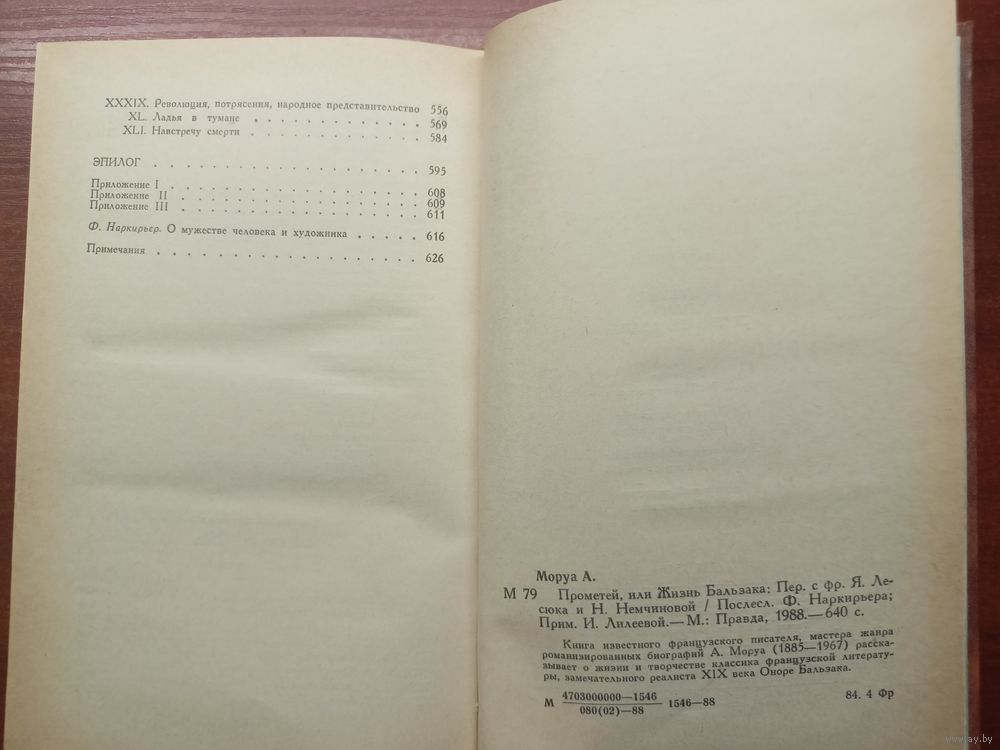 XXXIX. Революция, потрясения, народное представительство 556
XL. Ладья в тумане . . . . . . . . . . . . 569
XLI. Навстречу смерти . . . . . . . . . . . . 584
ЭПИЛОГ . . . . . . . . . . . . . . . . . 595
Приложение I . . . . . . . . . . . . . . . . 608
Приложение II . . . . . . . . . . . . . . . . 609
Приложение III . . . . . . . . . . . . . . . . 611
Ф. Наркирьер. О мужестве человека и художника . . . . . 616
Примечания . . . . . . . . . . . . . . . . . 626
Моруа А.
М 79 Прометей, или Жизнь Бальзака: Пер. с фр. Я. Ле-
сюка и Н. Немчиновой / Послесл. Ф. Наркирьера;
Прим. И. Лилеевой.— М.: Правда, 1988.—640 с.
Книга известного французского писателя, мастера жанра
романизированных биографий А. Моруа (1885—1967) расска-
зывает о жизни и творчестве классика французской литерату-
ры, замечательного реалиста XIX века Оноре Бальзака.
М 4703000000—1546 1546—88 84. 4 Фр
080(02)—88
www.ay.by